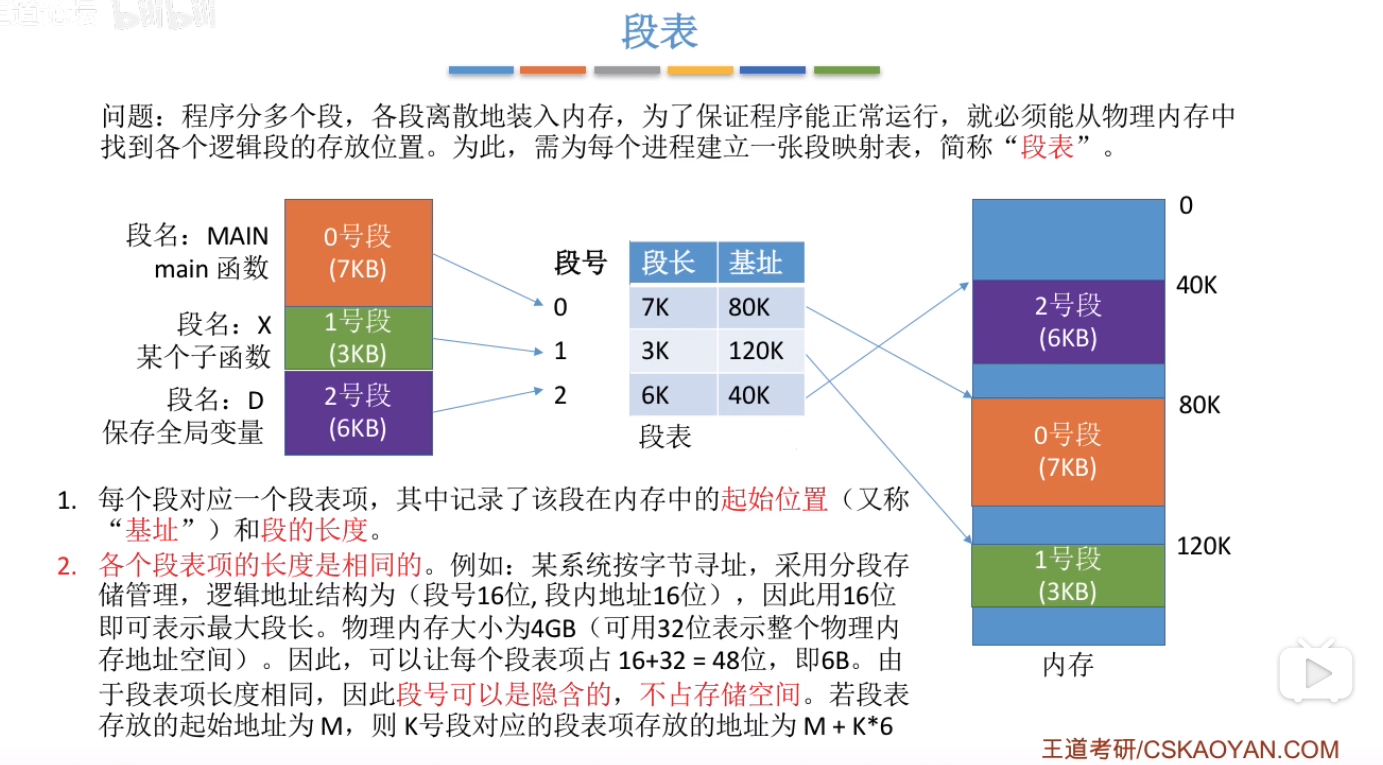 王道论坛 bilibili
段表
问题：程序分多个段，各段离散地装入内存，为了保证程序能正常运行，就必须能从物理内存中
找到各个逻辑段的存放位置。为此，需为每个进程建立一张段映射表，简称“段表”。
段名：MAIN
main 函数
0号段
(7KB)
段名：X
某个子函数
1号段
(3KB)
段名：D
保存全局变量
2号段
(6KB)
段号 段长 基址
0 7K 80K
1 3K 120K
2 6K 40K
段表
0
40K
2号段
(6KB)
80K
0号段
(7KB)
120K
1号段
(3KB)
内存
1. 每个段对应一个段表项，其中记录了该段在内存中的起始位置（又称
“基址”）和段的长度。
2. 各个段表项的长度是相同的。例如：某系统按字节寻址，采用分段存
储管理，逻辑地址结构为（段号16位, 段内地址16位），因此用16位
即可表示最大段长。物理内存大小为4GB（可用32位表示整个物理内
存地址空间）。因此，可以让每个段表项占 16+32 = 48位，即6B。由
于段表项长度相同，因此段号可以是隐含的，不占存储空间。若段表
存放的起始地址为 M，则 K号段对应的段表项存放的地址为 M + K*6
王道考研/CSKAOYAN.COM